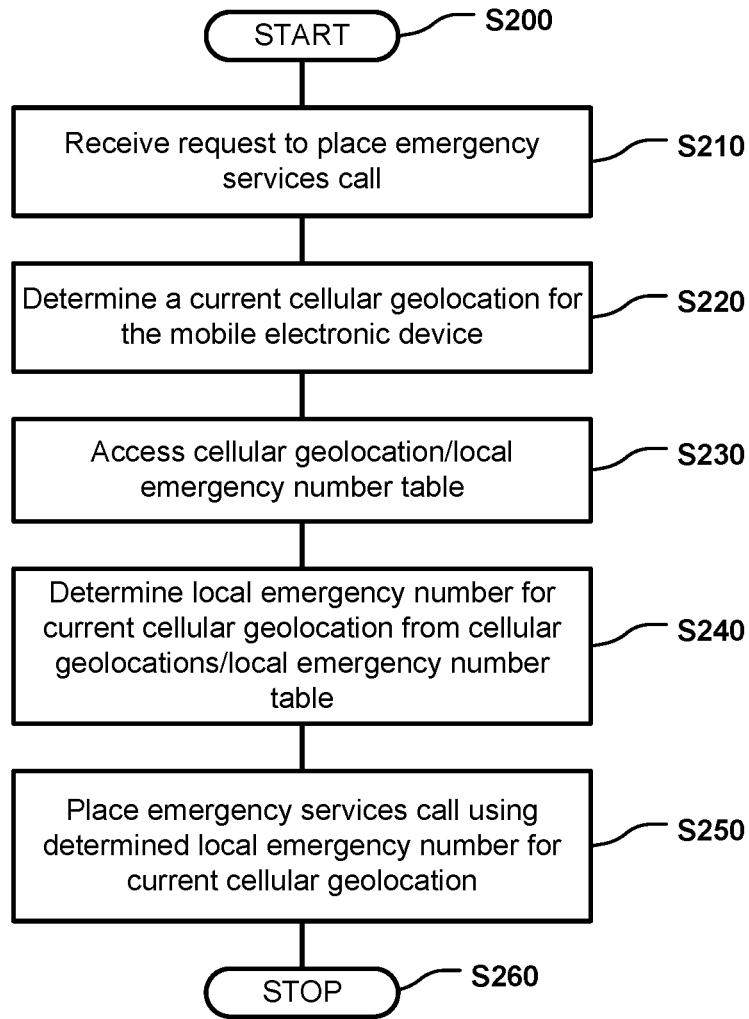 START
S200
Receive request to place emergency
services call
S210
Determine a current cellular geolocation for
the mobile electronic device
S220
Access cellular geolocation/local
emergency number table
S230
Determine local emergency number for
current cellular geolocation from cellular
geolocations/local emergency number
table
S240
Place emergency services call using
determined local emergency number for
current cellular geolocation
S250
STOP
S260